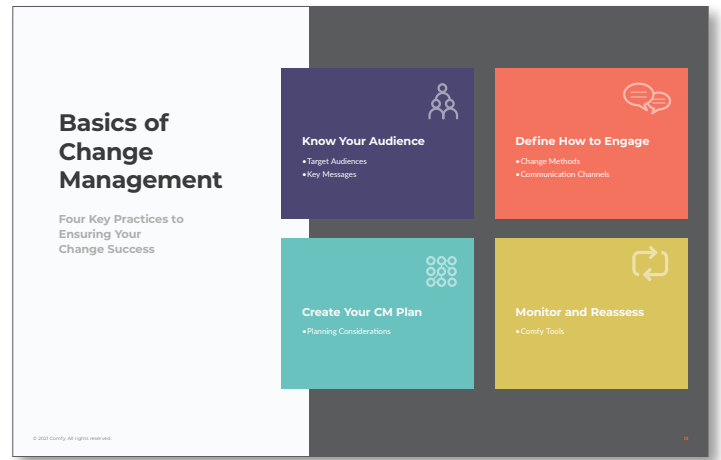 Basics of
Change
Management
Four Key Practices to
Ensuring Your
Change Success
Know Your Audience
•Target Audiences
•Key Messages
Define How to Engage
•Change Methods
•Communication Channels
Create Your CM Plan
•Planning Considerations
Monitor and Reassess
•Comfy Tools
© 2021 Comfy. All rights reserved.